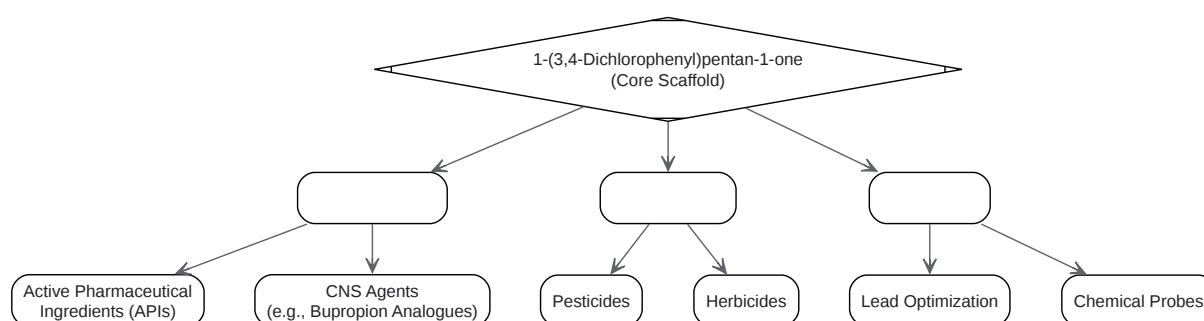 1-(3,4-Dichlorophenyl)pentan-1-one
(Core Scaffold)
Active Pharmaceutical
Ingredients (APIs)
CNS Agents
(e.g., Bupropion Analogues)
Pesticides
Herbicides
Lead Optimization
Chemical Probes